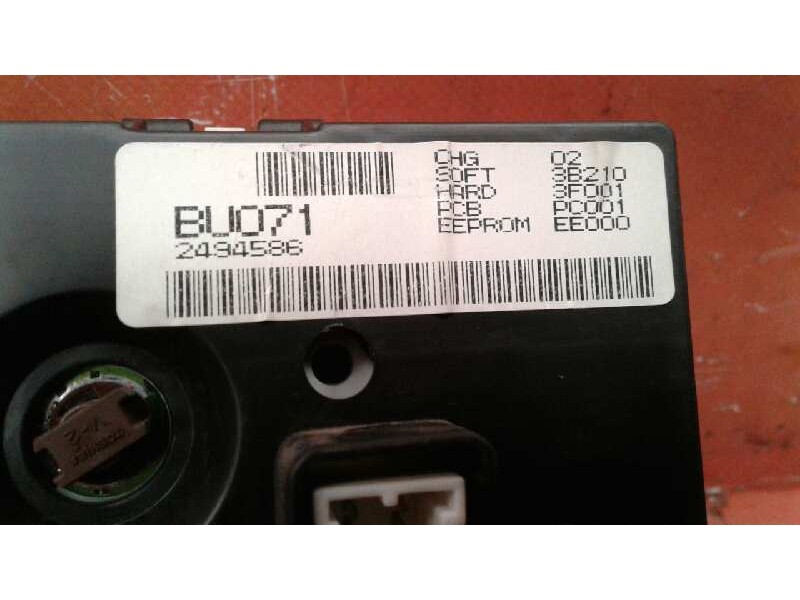 CHG 02
SOFT 3B210
HARD 3F001
PCB PC001
EEPROM EE000
BU071
2494586